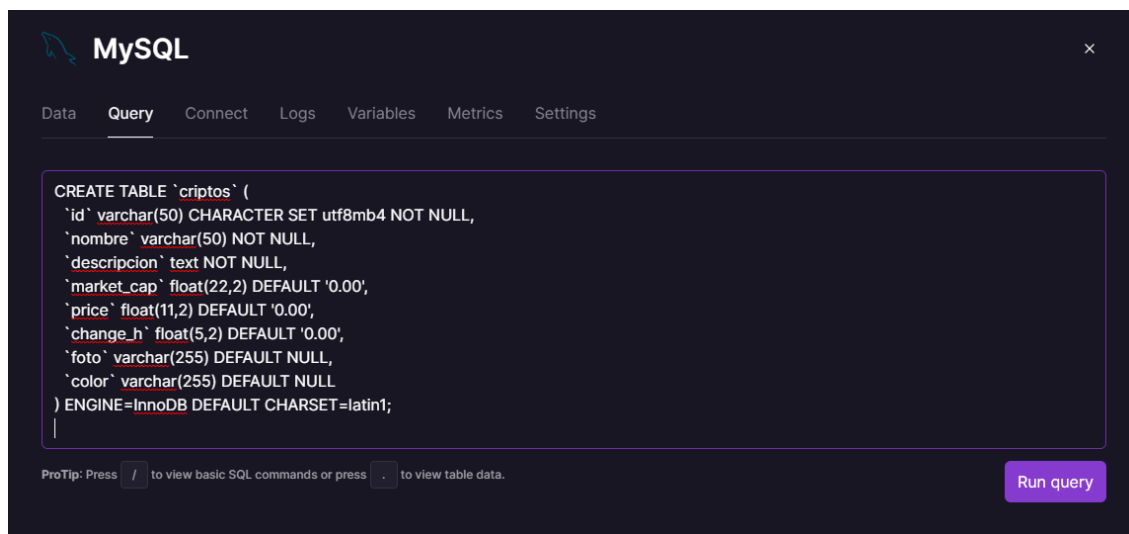 MySQL
×
Data Query Connect Logs Variables Metrics Settings
CREATE TABLE `criptos` (
`id` varchar(50) CHARACTER SET utf8mb4 NOT NULL,
`nombre` varchar(50) NOT NULL,
`descripcion` text NOT NULL,
`market_cap` float(22,2) DEFAULT '0.00',
`price` float(11,2) DEFAULT '0.00',
`change_h` float(5,2) DEFAULT '0.00',
`foto` varchar(255) DEFAULT NULL,
`color` varchar(255) DEFAULT NULL
) ENGINE=InnoDB DEFAULT CHARSET=latin1;
ProTip: Press / to view basic SQL commands or press . to view table data.
Run query